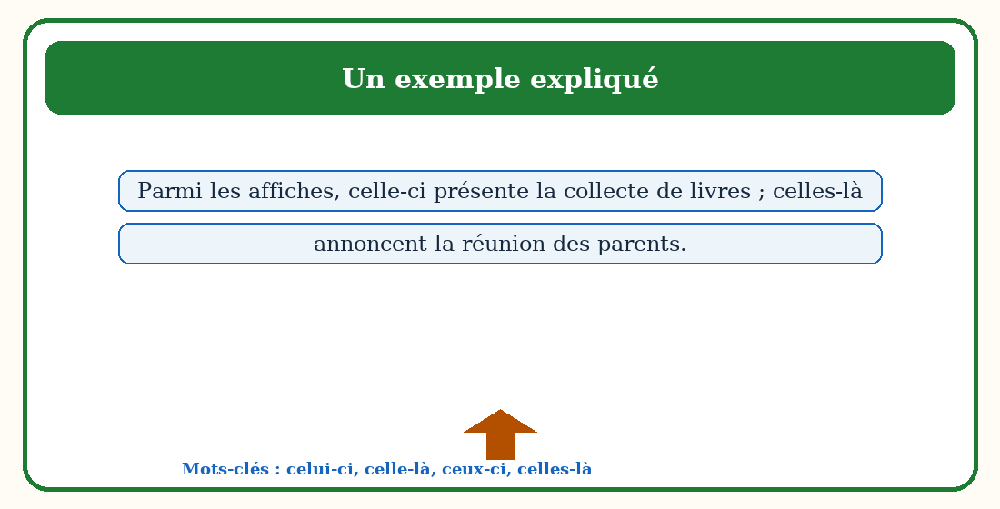 Un exemple expliqué
Parmi les affiches, celle-ci présente la collecte de livres ; celles-là
annoncent la réunion des parents.
Mots-clés : celui-ci, celle-là, ceux-ci, celles-là